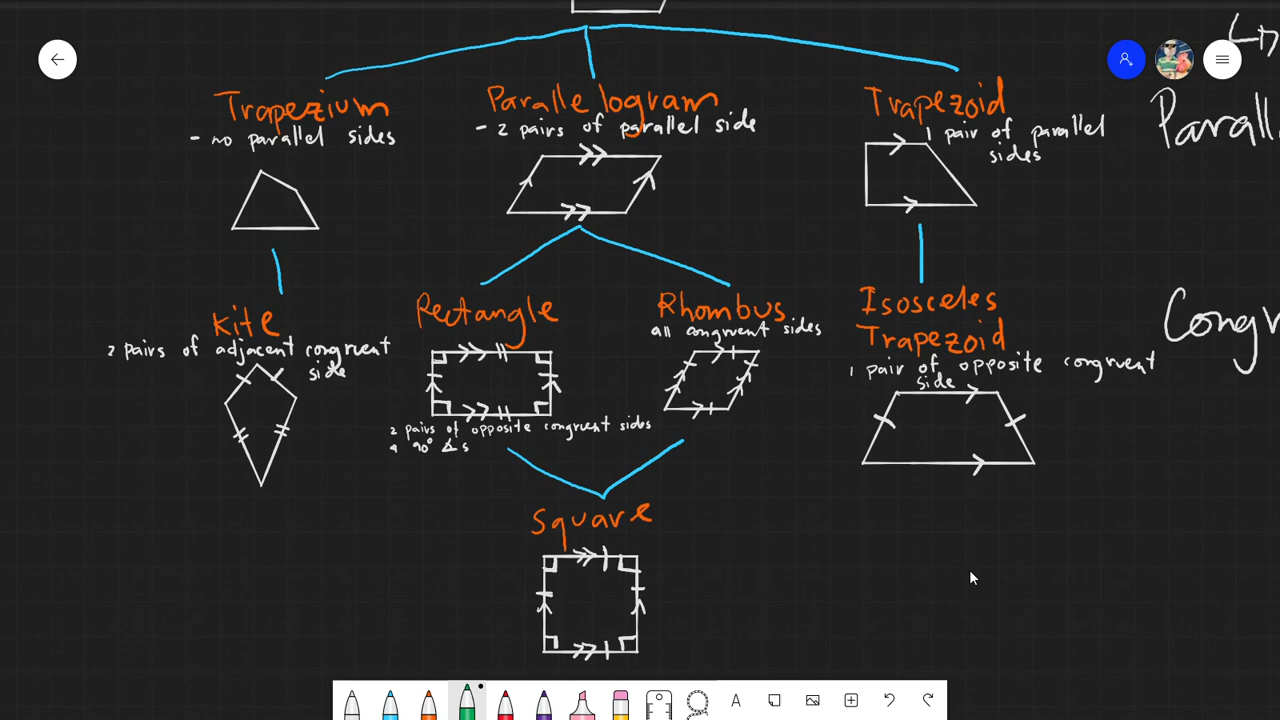 Trapezium
- no parallel sides
Parallelogram
- 2 pairs of parallel side
Trapezoid
1 pair of parallel
sides
Kite
2 pairs of adjacent congruent
side
Rectangle
2 pairs of opposite congruent sides
4 90° ∡s
Rhombus
all congruent sides
Isosceles
Trapezoid
1 pair of opposite congruent
side
Square
Parall
Congr
A